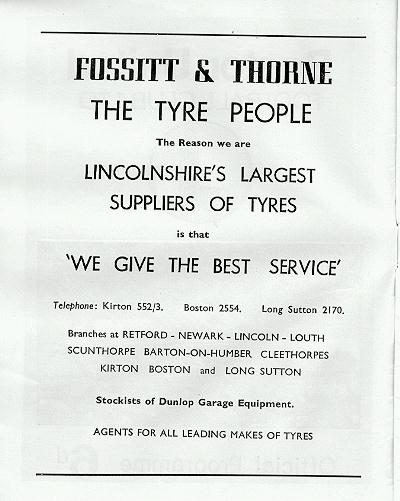 FOSSITT & THORNE
THE TYRE PEOPLE
The Reason we are
LINCOLNSHIRE'S LARGEST
SUPPLIERS OF TYRES
is that
'WE GIVE THE BEST SERVICE'
Telephone: Kirton 552/3. Boston 2554. Long Sutton 2170.
Branches at RETFORD - NEWARK - LINCOLN - LOUTH
SCUNTHORPE BARTON-ON-HUMBER CLEETHORPES
KIRTON BOSTON and LONG SUTTON
Stockists of Dunlop Garage Equipment.
AGENTS FOR ALL LEADING MAKES OF TYRES